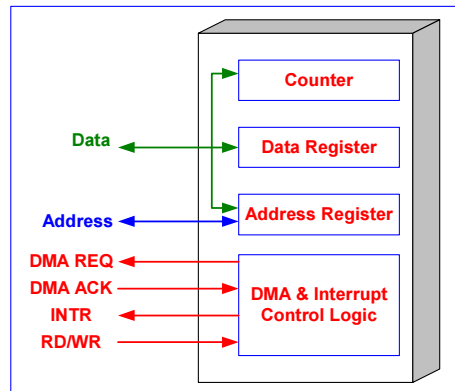 Counter
Data
Data Register
Address
Address Register
DMA REQ
DMA ACK
INTR
RD/WR
DMA & Interrupt
Control Logic